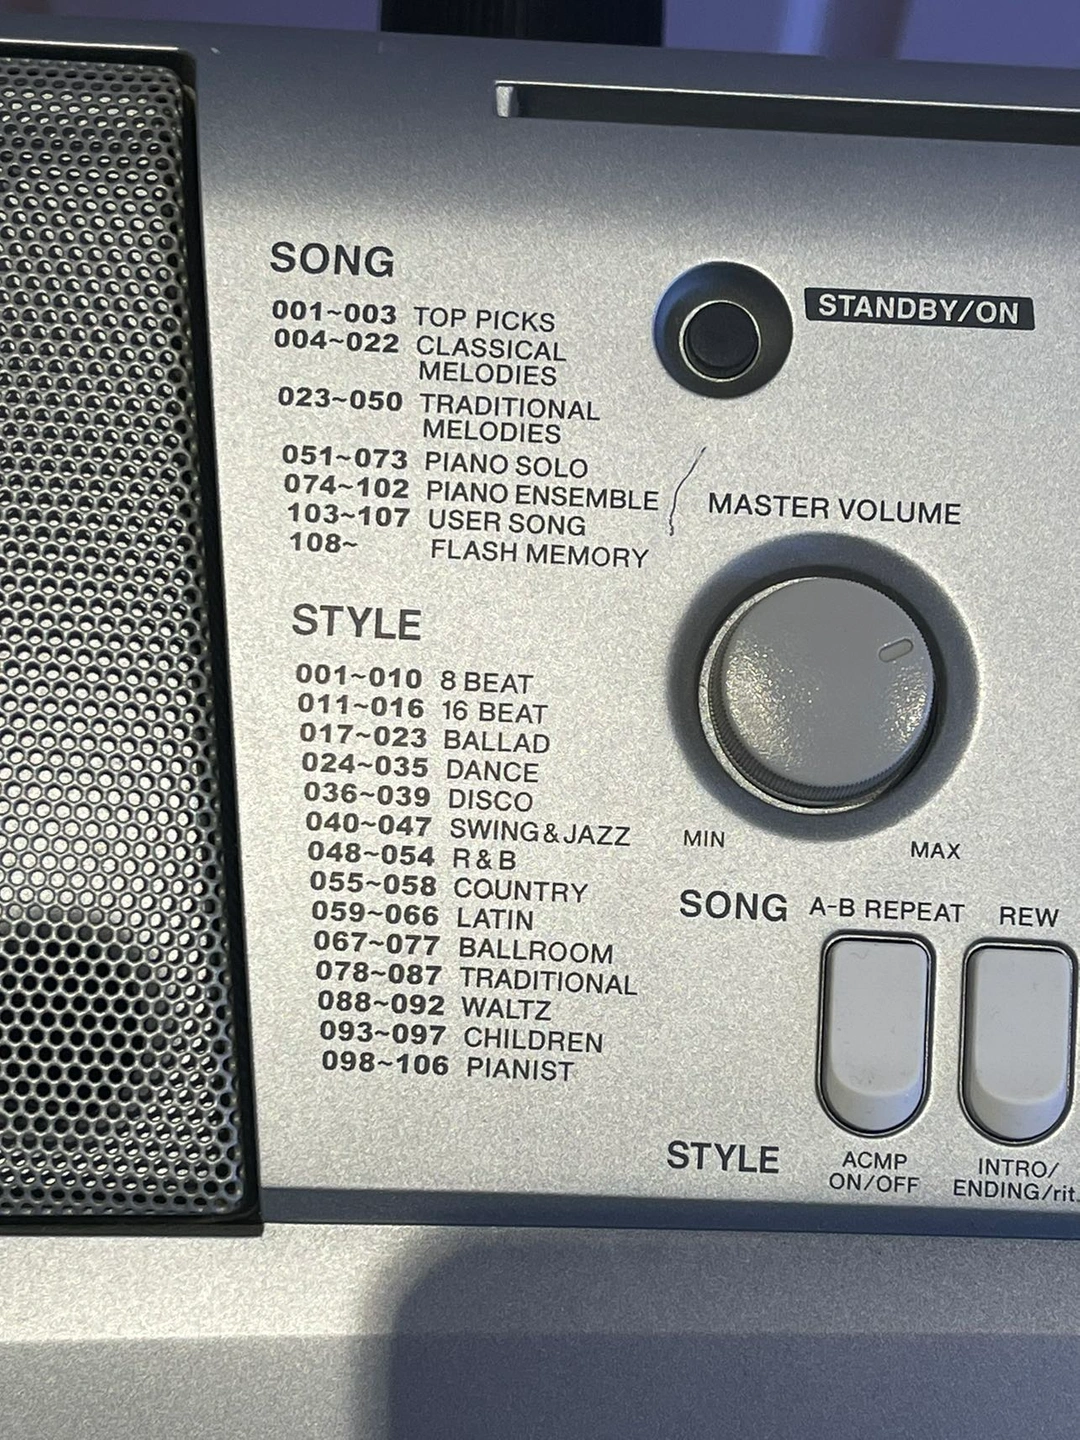 SONG
001~003 TOP PICKS
004~022 CLASSICAL
MELODIES
023~050 TRADITIONAL
MELODIES
051~073 PIANO SOLO
074~102 PIANO ENSEMBLE
103~107 USER SONG
108~ FLASH MEMORY
STYLE
001~010 8 BEAT
011~016 16 BEAT
017~023 BALLAD
024~035 DANCE
036~039 DISCO
040~047 SWING & JAZZ
048~054 R & B
055~058 COUNTRY
059~066 LATIN
067~077 BALLROOM
078~087 TRADITIONAL
088~092 WALTZ
093~097 CHILDREN
098~106 PIANIST
STANDBY/ON
MASTER VOLUME
MIN MAX
SONG A-B REPEAT REW
STYLE ACMP
ON/OFF
INTRO/
ENDING/rit.